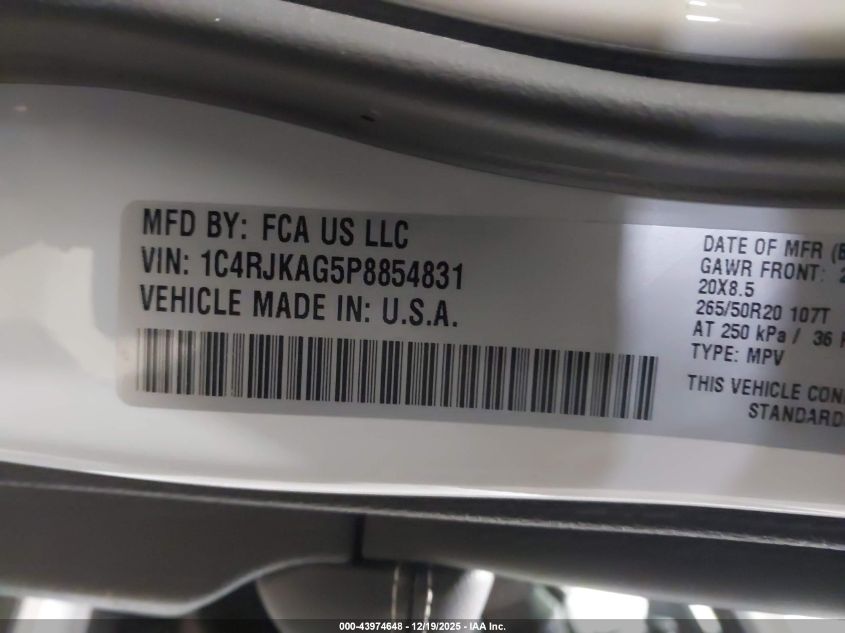 MFD BY: FCA US LLC
VIN: 1C4RJKAG5P8854831
VEHICLE MADE IN: U.S.A.
DATE OF MFR (
GAWR FRONT:
20X8.5
265/50R20 107T
AT 250 kPa / 36
TYPE: MPV
THIS VEHICLE CON
STANDARD
000-43974648 - 12/19/2025 - IAA Inc.